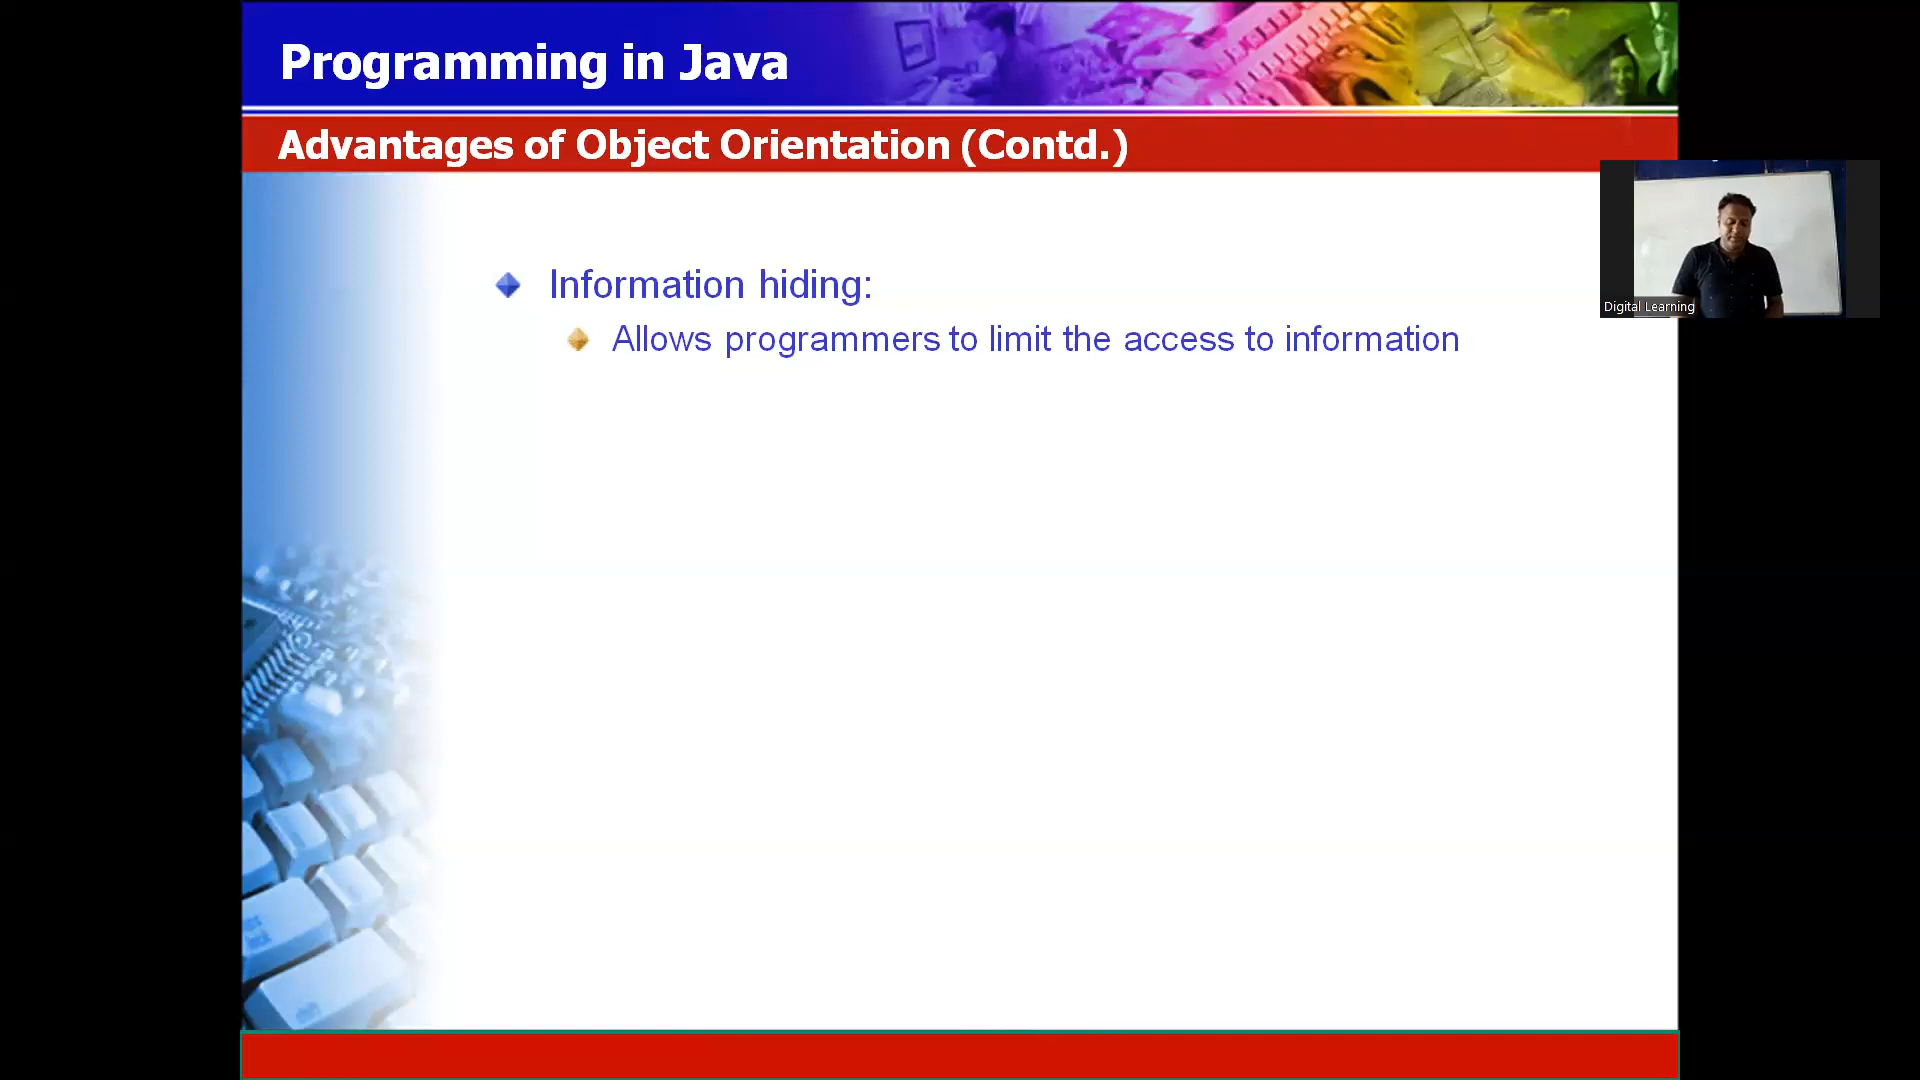 Programming in Java
Advantages of Object Orientation (Contd.)
Information hiding:
Allows programmers to limit the access to information
Digital Learning